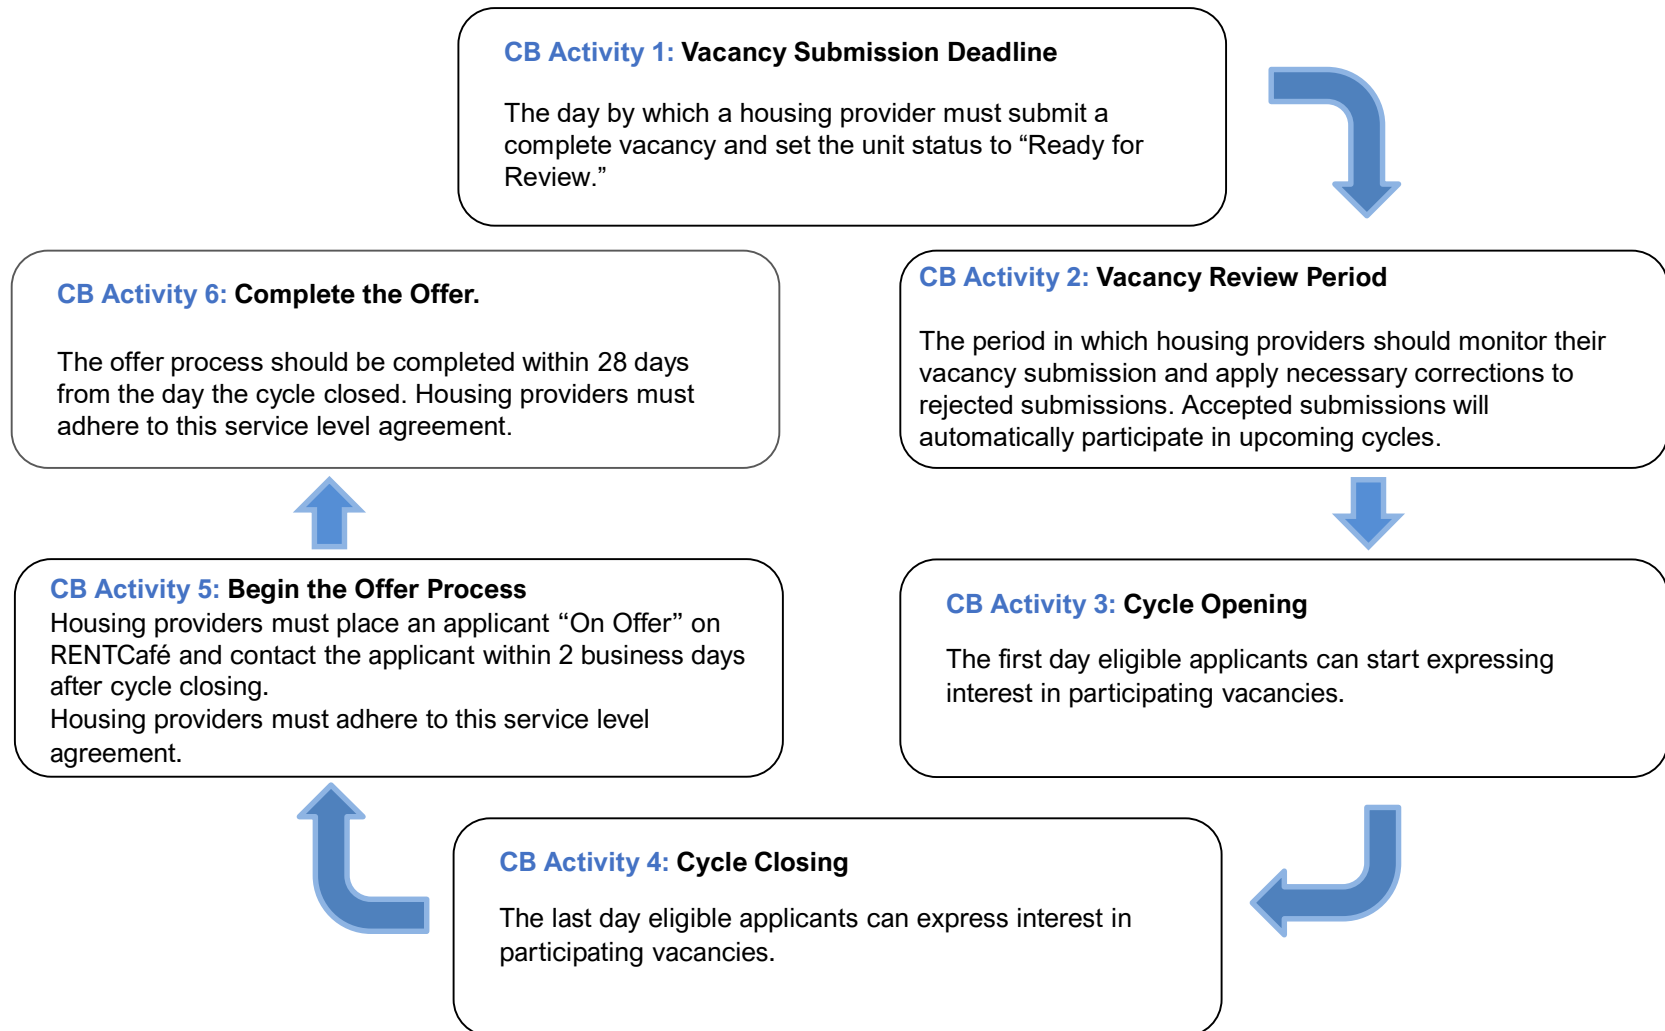 CB Activity 1: Vacancy Submission Deadline
The day by which a housing provider must submit a
complete vacancy and set the unit status to “Ready for
Review.”
CB Activity 2: Vacancy Review Period
The period in which housing providers should monitor their
vacancy submission and apply necessary corrections to
rejected submissions. Accepted submissions will
automatically participate in upcoming cycles.
CB Activity 3: Cycle Opening
The first day eligible applicants can start expressing
interest in participating vacancies.
CB Activity 4: Cycle Closing
The last day eligible applicants can express interest in
participating vacancies.
CB Activity 5: Begin the Offer Process
Housing providers must place an applicant “On Offer” on
RENTCafé and contact the applicant within 2 business days
after cycle closing.
Housing providers must adhere to this service level
agreement.
CB Activity 6: Complete the Offer.
The offer process should be completed within 28 days
from the day the cycle closed. Housing providers must
adhere to this service level agreement.